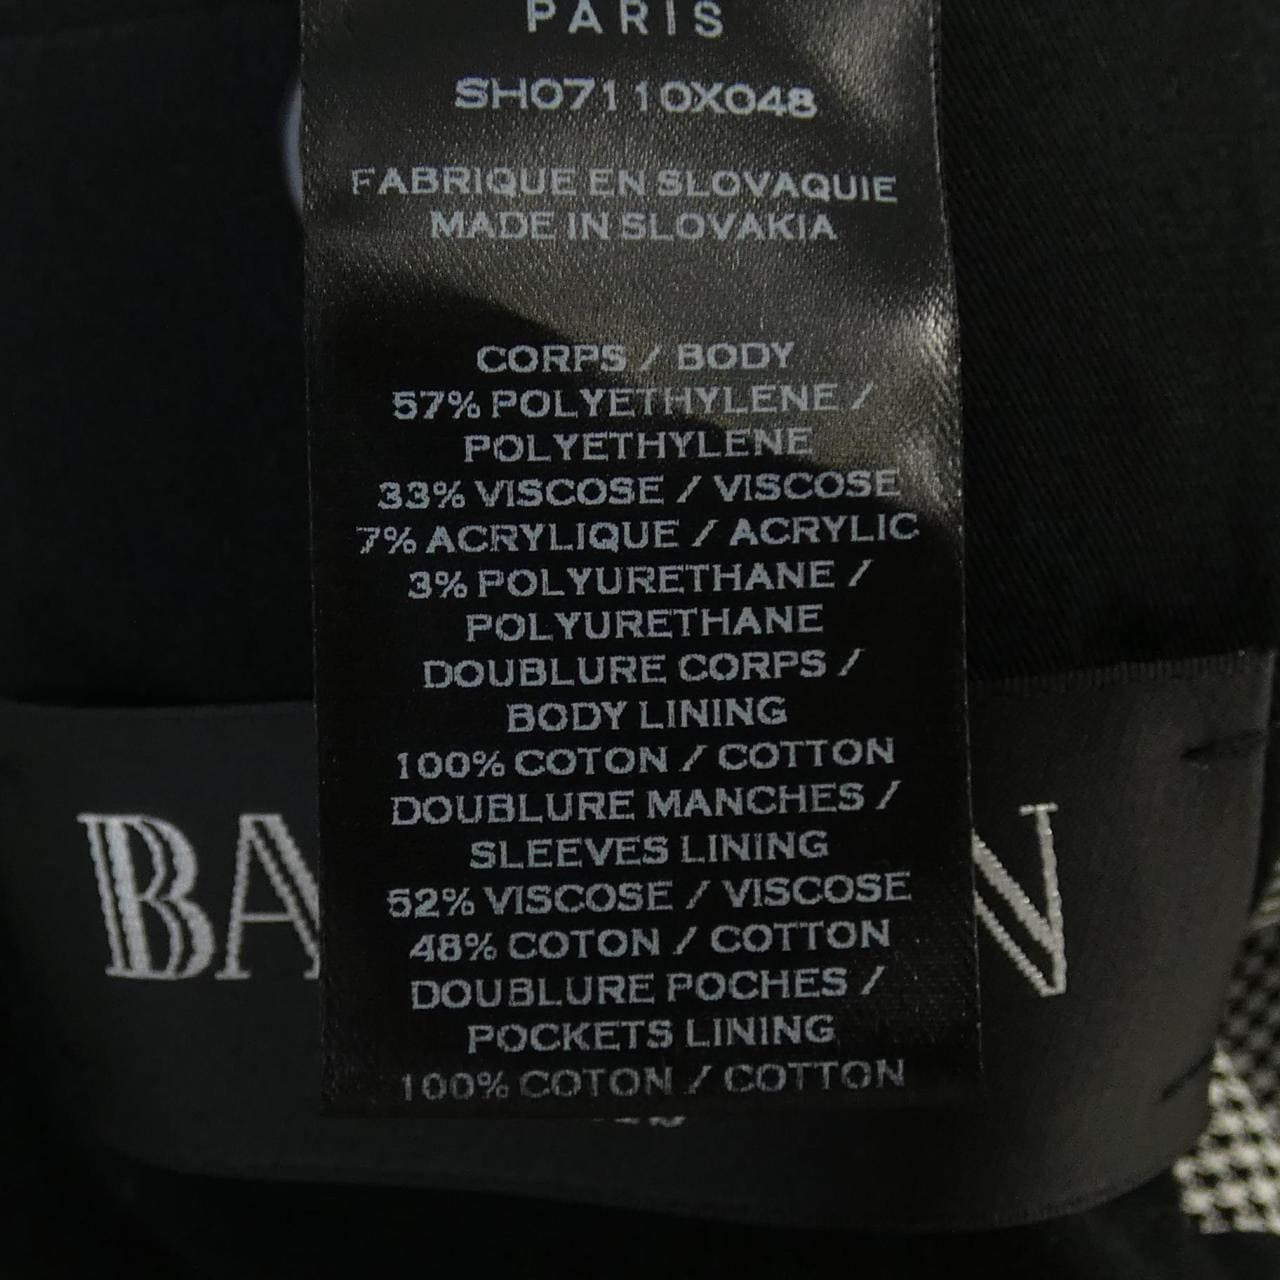 PARIS
SH07110X048
FABRIQUE EN SLOVAQUIE
MADE IN SLOVAKIA
CORPS / BODY
57% POLYETHYLENE /
POLYETHYLENE
33% VISCOSE / VISCOSE
7% ACRYLIQUE / ACRYLIC
3% POLYURETHANE /
POLYURETHANE
DOUBLURE CORPS /
BODY LINING
100% COTON / COTTON
DOUBLURE MANCHES /
SLEEVES LINING
52% VISCOSE / VISCOSE
48% COTON / COTTON
DOUBLURE POCHES /
POCKETS LINING
100% COTON / COTTON